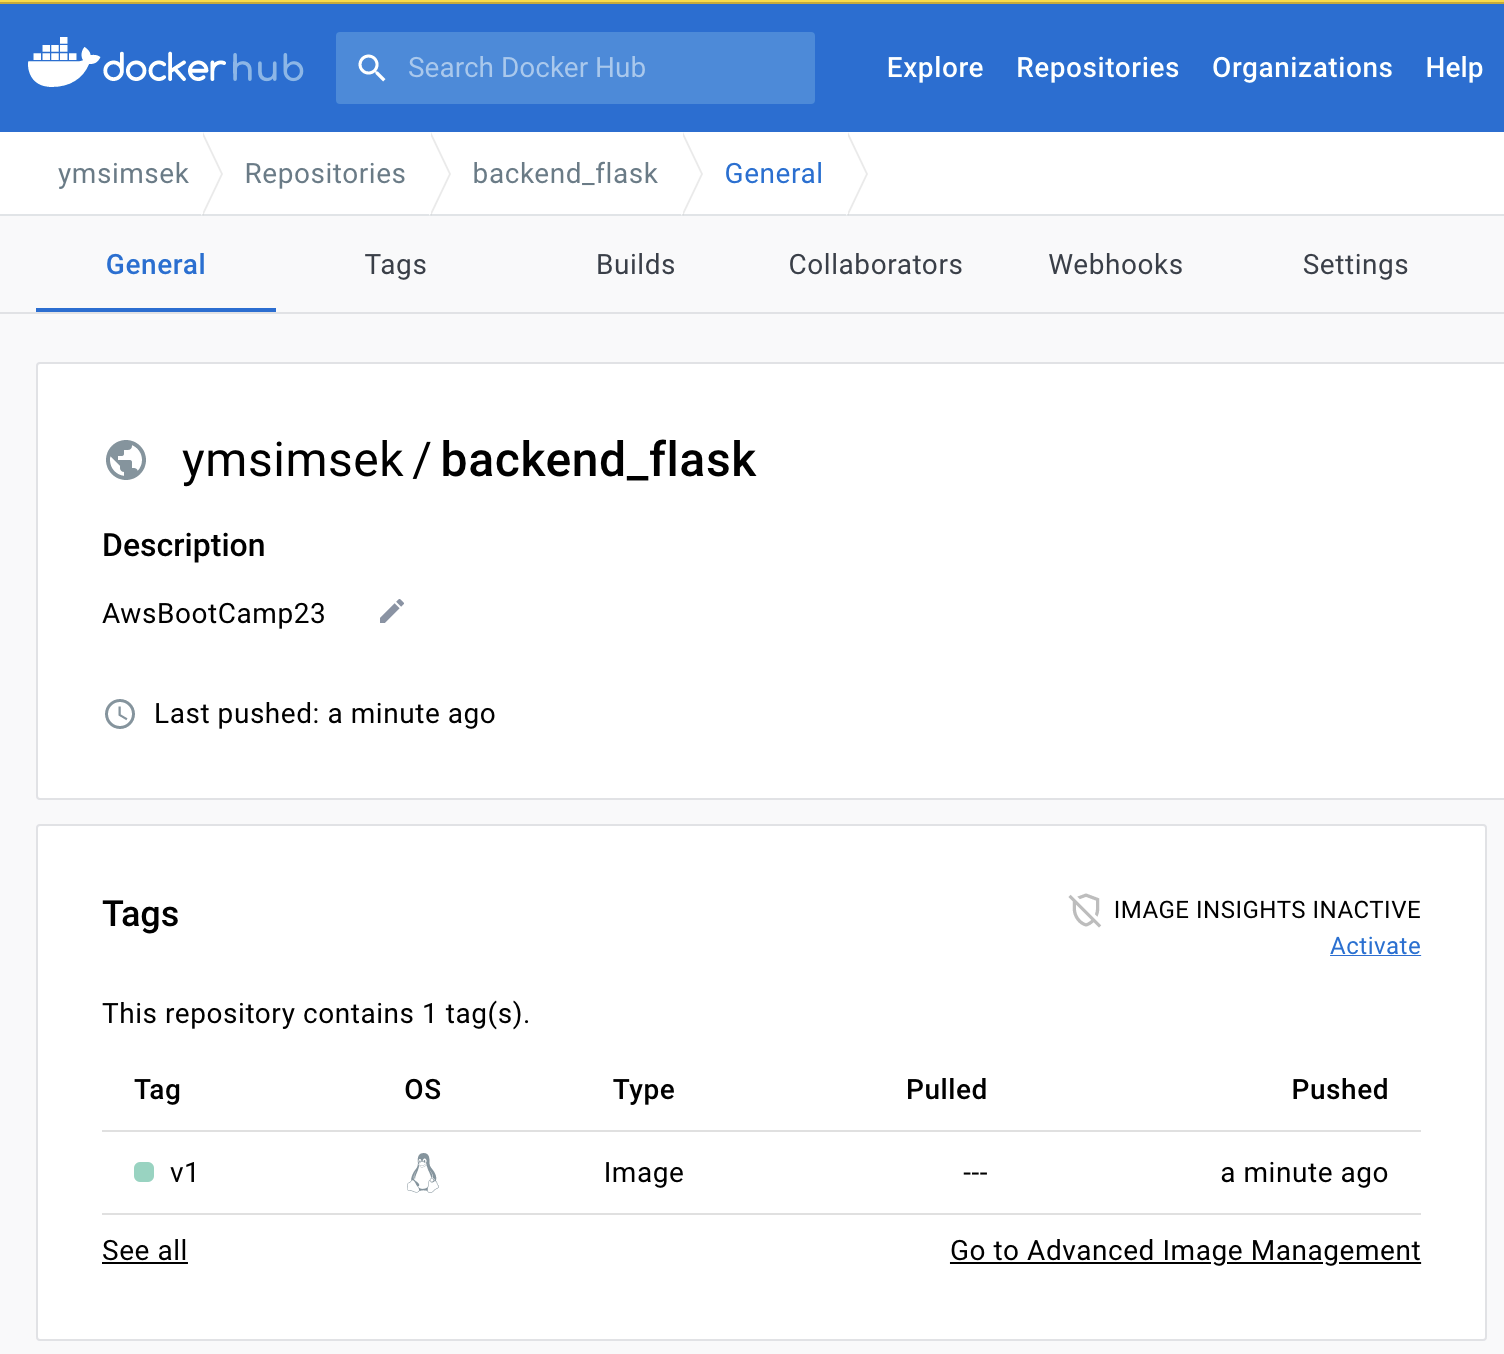 dockerhub Search Docker Hub Explore Repositories Organizations Help
ymsimsek Repositories backend_flask General
General Tags Builds Collaborators Webhooks Settings
ymsimsek / backend_flask
Description
AwsBootCamp23
Last pushed: a minute ago
Tags
IMAGE INSIGHTS INACTIVE
Activate
This repository contains 1 tag(s).
Tag OS Type Pulled Pushed
v1 Image --- a minute ago
See all Go to Advanced Image Management